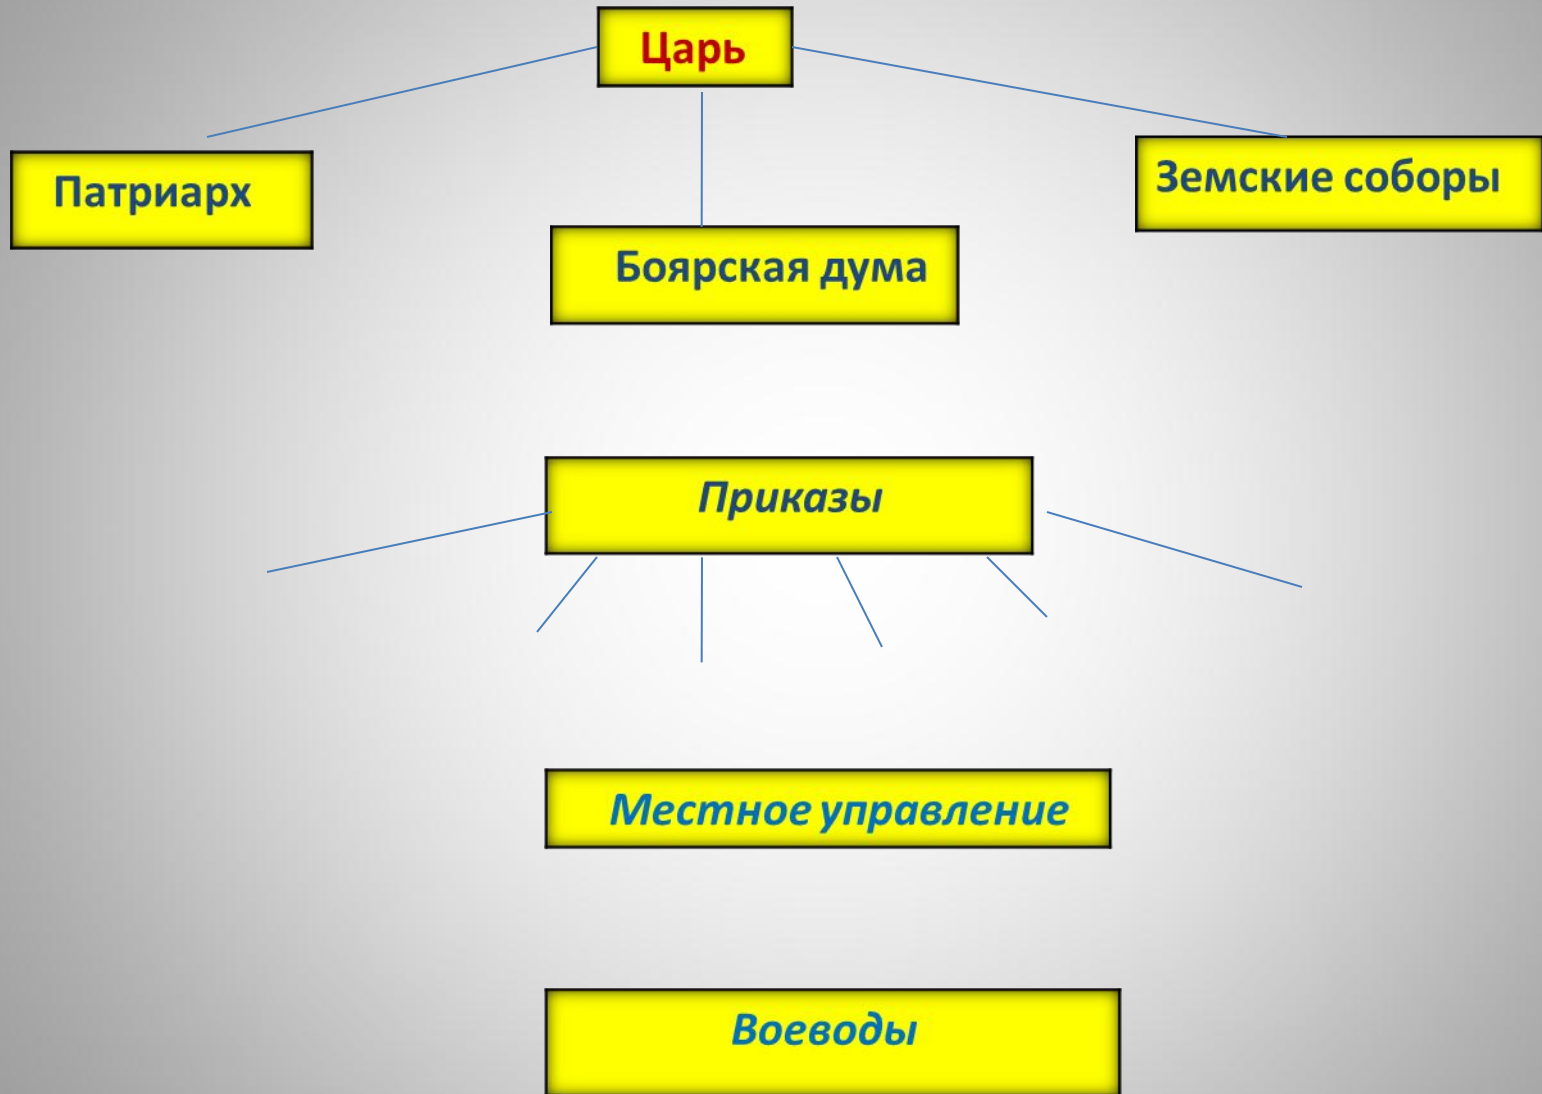 Царь
Патриарх
Земские соборы
Боярская дума
Приказы
Местное управление
Воеводы